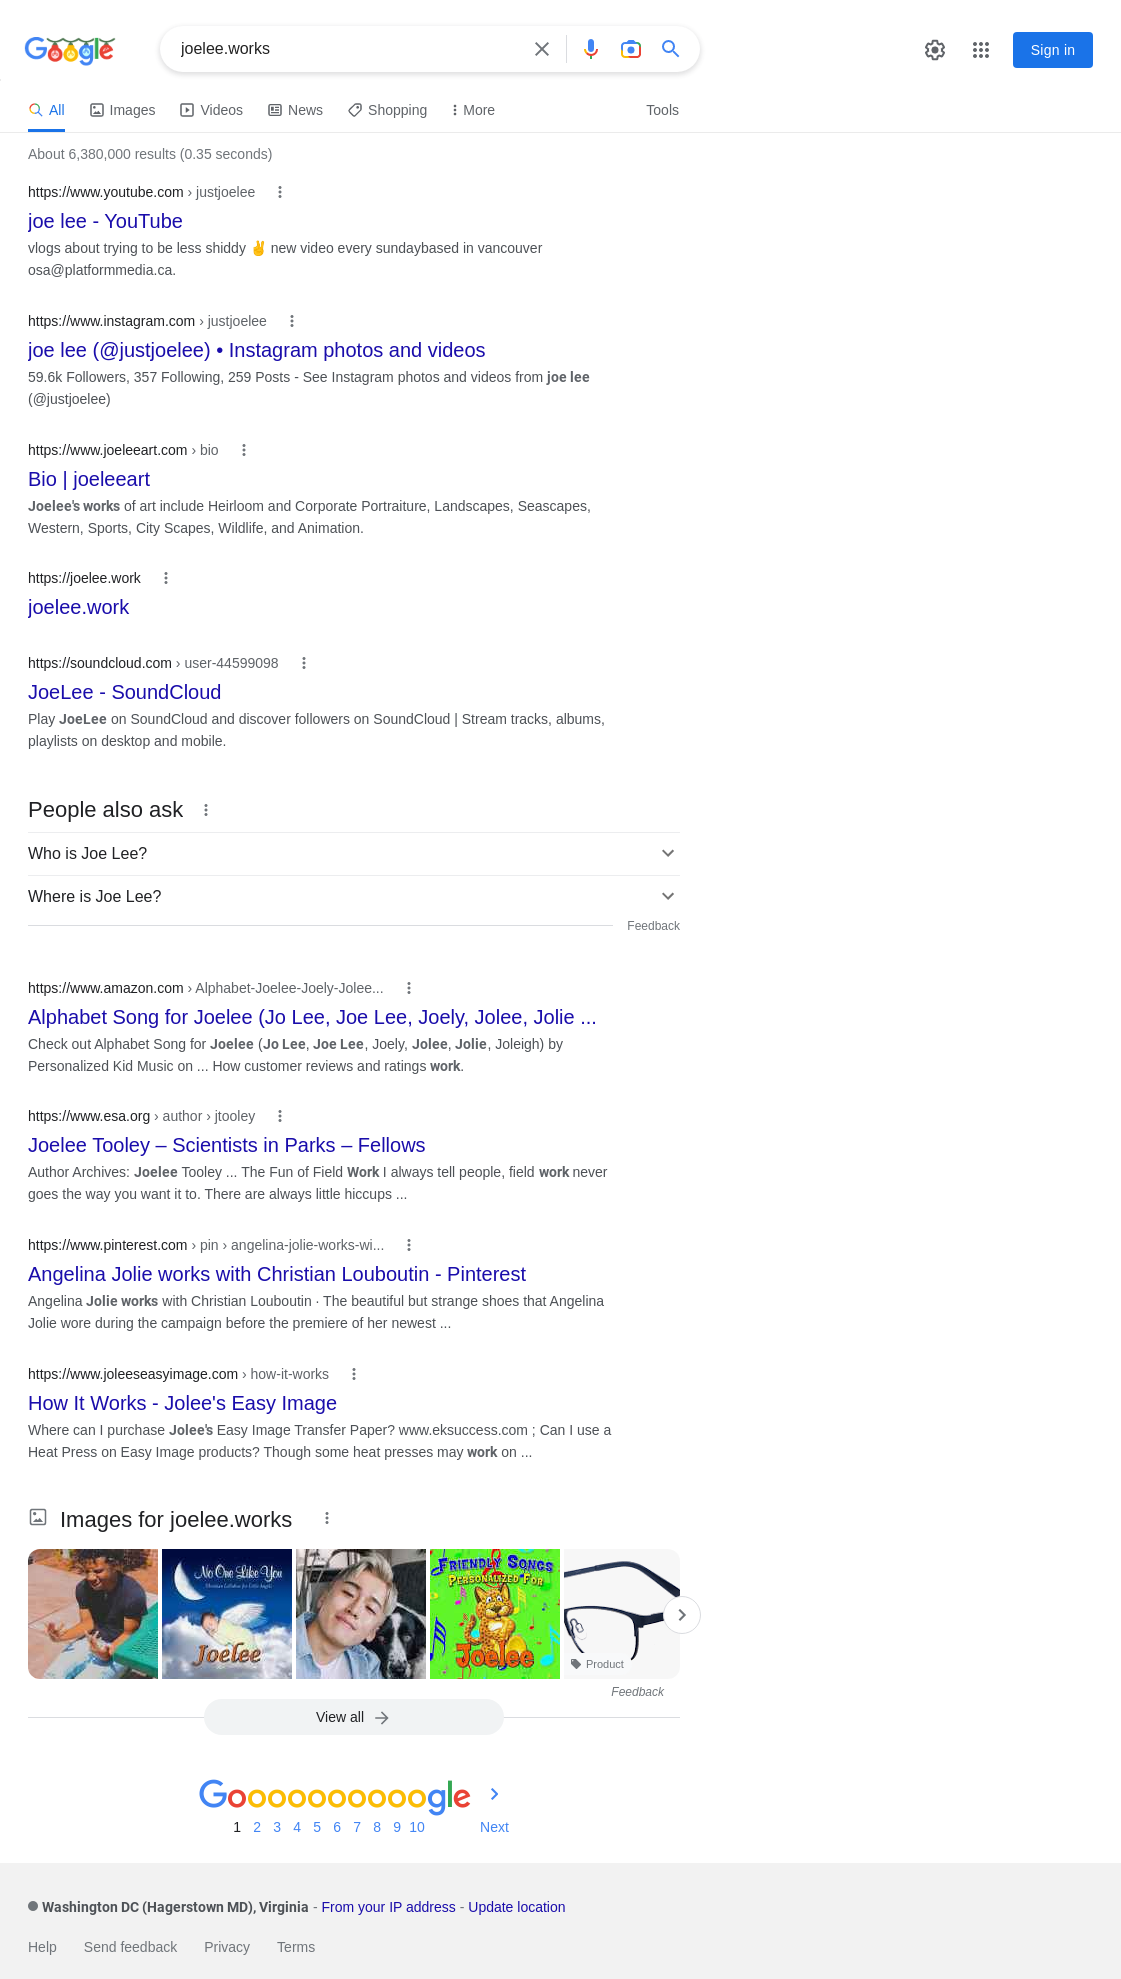 Google
joelee.works
Sign in
All Images Videos News Shopping More Tools
About 6,380,000 results (0.35 seconds)
https://www.youtube.com › justjoelee
joe lee - YouTube
vlogs about trying to be less shiddy ✌️ new video every sundaybased in vancouver
osa@platformmedia.ca.
https://www.instagram.com › justjoelee
joe lee (@justjoelee) • Instagram photos and videos
59.6k Followers, 357 Following, 259 Posts - See Instagram photos and videos from joe lee
(@justjoelee)
https://www.joeleeart.com › bio
Bio | joeleeart
Joelee's works of art include Heirloom and Corporate Portraiture, Landscapes, Seascapes,
Western, Sports, City Scapes, Wildlife, and Animation.
https://joelee.work
joelee.work
https://soundcloud.com › user-44599098
JoeLee - SoundCloud
Play JoeLee on SoundCloud and discover followers on SoundCloud | Stream tracks, albums,
playlists on desktop and mobile.
People also ask
Who is Joe Lee?
Where is Joe Lee?
Feedback
https://www.amazon.com › Alphabet-Joelee-Joely-Jolee...
Alphabet Song for Joelee (Jo Lee, Joe Lee, Joely, Jolee, Jolie ...
Check out Alphabet Song for Joelee (Jo Lee, Joe Lee, Joely, Jolee, Jolie, Joleigh) by
Personalized Kid Music on ... How customer reviews and ratings work.
https://www.esa.org › author › jtooley
Joelee Tooley – Scientists in Parks – Fellows
Author Archives: Joelee Tooley ... The Fun of Field Work I always tell people, field work never
goes the way you want it to. There are always little hiccups ...
https://www.pinterest.com › pin › angelina-jolie-works-wi...
Angelina Jolie works with Christian Louboutin - Pinterest
Angelina Jolie works with Christian Louboutin · The beautiful but strange shoes that Angelina
Jolie wore during the campaign before the premiere of her newest ...
https://www.joleeseasyimage.com › how-it-works
How It Works - Jolee's Easy Image
Where can I purchase Jolee's Easy Image Transfer Paper? www.eksuccess.com ; Can I use a
Heat Press on Easy Image products? Though some heat presses may work on ...
Images for joelee.works
No One Like You
Christian Lullabies for Little Angels
Joelee
Friendly Songs
Personalized For
Joelee
Product
Feedback
View all
Goooooooooogle
1 2 3 4 5 6 7 8 9 10 Next
Washington DC (Hagerstown MD), Virginia - From your IP address - Update location
Help Send feedback Privacy Terms